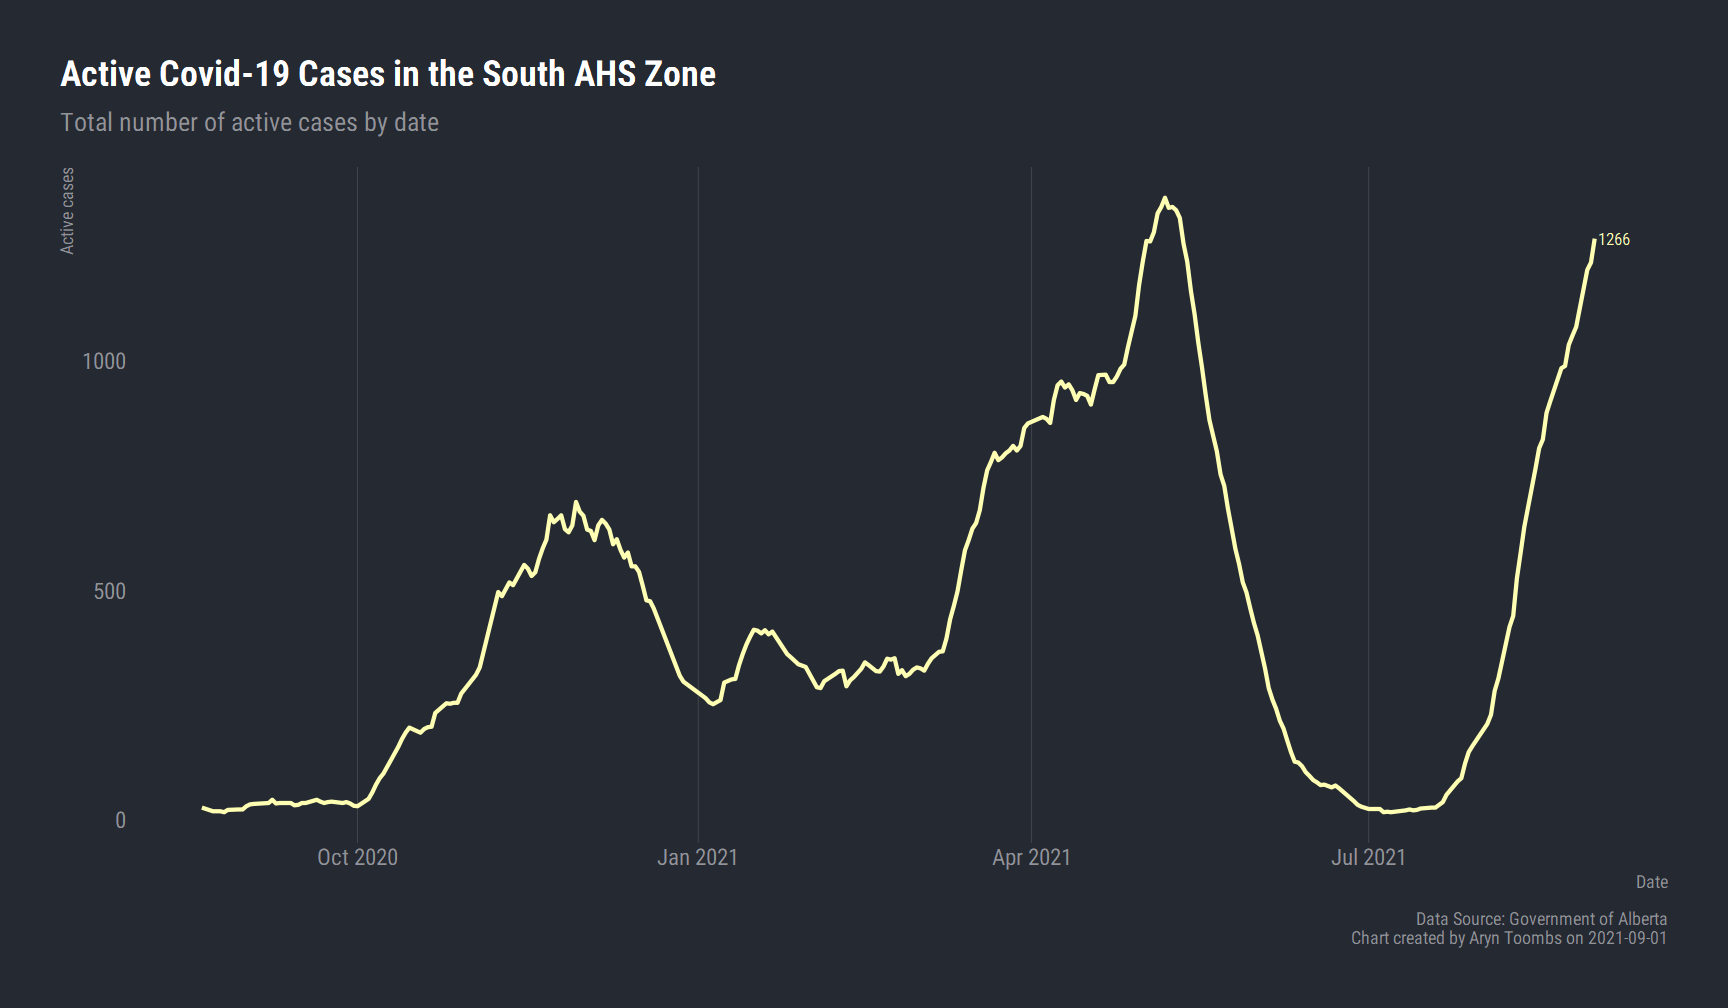 Active Covid-19 Cases in the South AHS Zone
Total number of active cases by date
Active cases
1266
1000
500
0
Oct 2020
Jan 2021
Apr 2021
Jul 2021
Date
Data Source: Government of Alberta
Chart created by Aryn Toombs on 2021-09-01